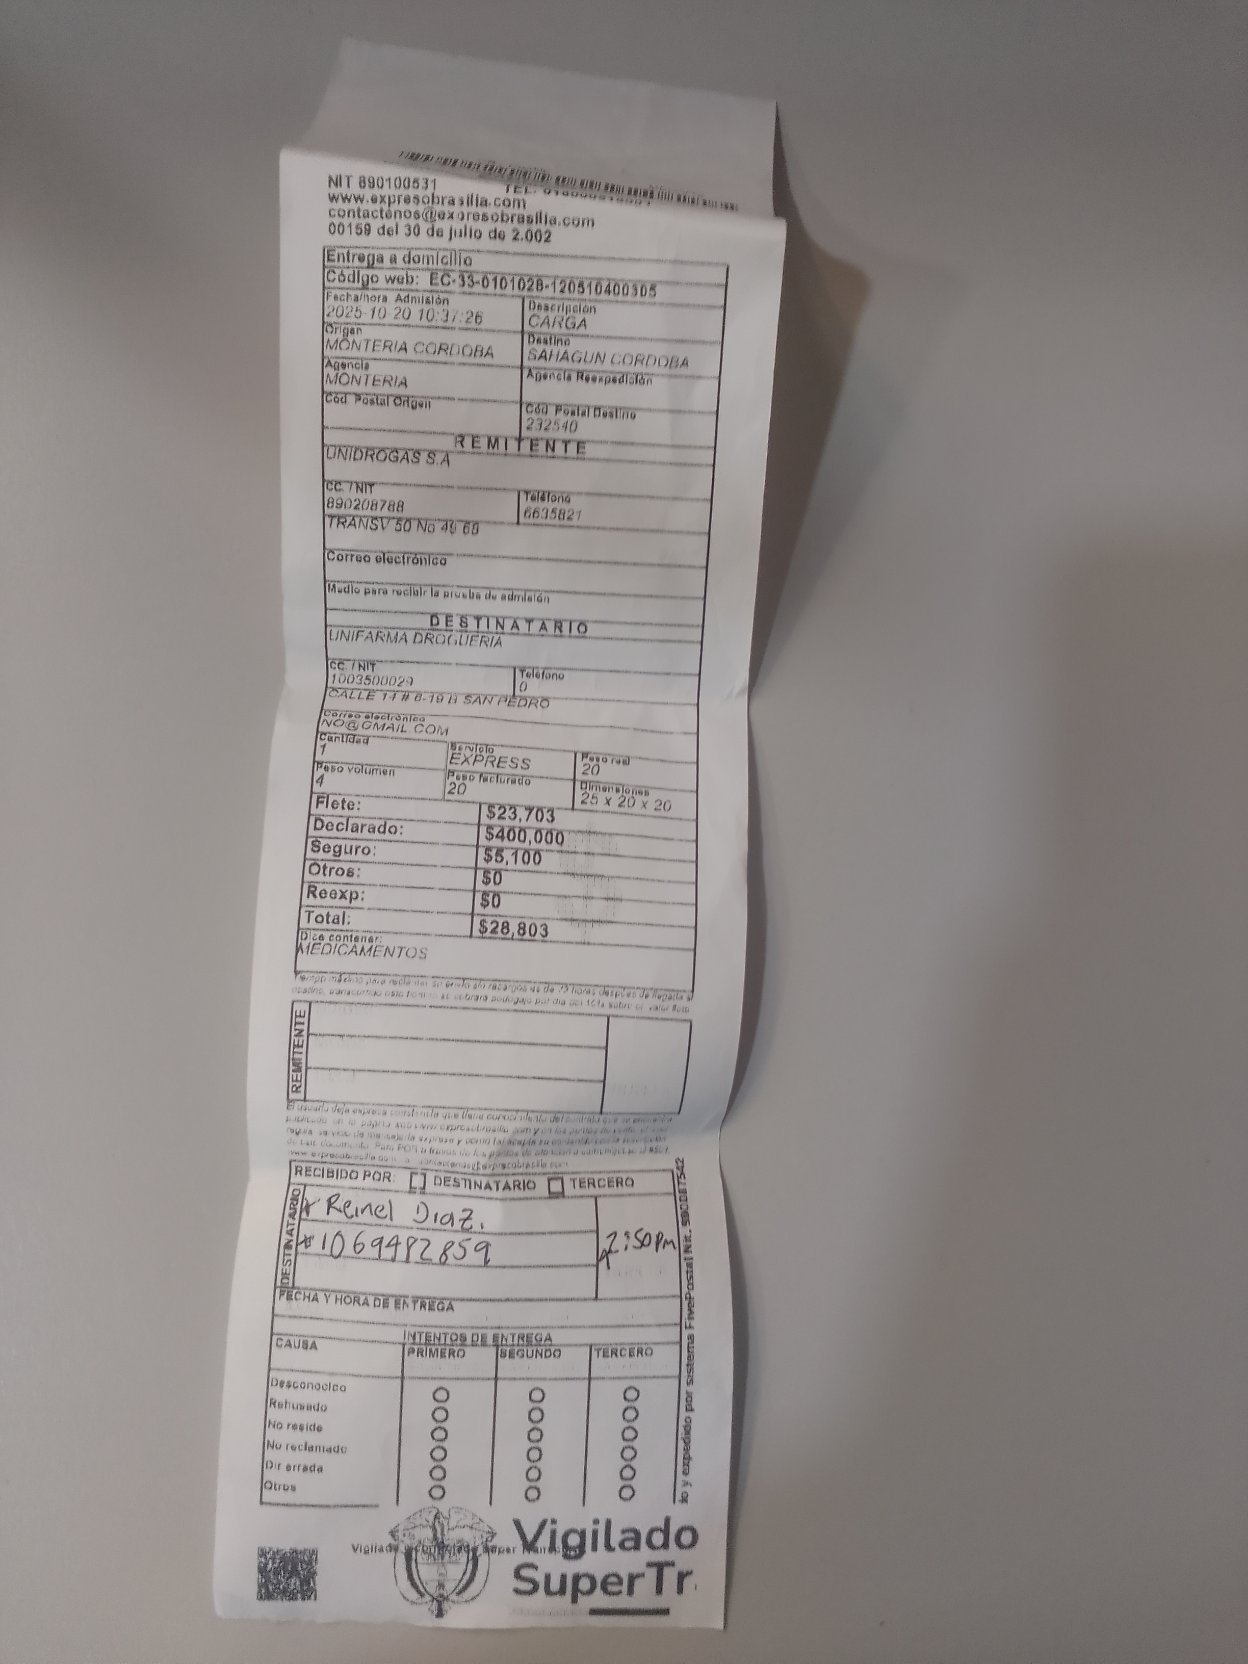 NIT 890100531
www.expresobrasilia.com
contactenos@expresobrasilia.com
00159 del 30 de julio de 2.002
Entrega a domicilio
Código web: EC-33-0101028-120510400305
Fecha/hora Admisión Descripción
2025-10-20 10:37:26 CARGA
Origen Destino
MONTERIA CORDOBA SAHAGUN CORDOBA
Agencia Agencia Reexpedición
MONTERIA
Cód. Postal Origen Cód Postal Destino
232540
REMITENTE
UNIDROGAS S.A
CC. / NIT Teléfono
890208788 6635821
TRANSV 50 No 49 68
Correo electrónico
Medio para recibir la prueba de admisión
DESTINATARIO
UNIFARMA DROGUERIA
CC. / NIT Teléfono
1003500029 0
SAN PEDRO
Correo electrónico
NO@GMAIL.COM
Cantidad Servicio Peso real
1 EXPRESS 20
Peso volumen Peso facturado Dimensiones
4 20 25 x 20 x 20
Flete: $23,703
Declarado: $400,000
Seguro: $5,100
Otros: $0
Reexp: $0
Total: $28,803
Dice contener:
MEDICAMENTOS
REMITENTE
RECIBIDO POR: DESTINATARIO TERCERO
DESTINATARIO
Reinel Diaz.
1069482859
2:50pm
FECHA Y HORA DE ENTREGA
INTENTOS DE ENTREGA
CAUSA PRIMERO SEGUNDO TERCERO
Desconocido
Rehusado
No reside
No reclamado
Dir errada
Otros
y expedido por sistema FivePostal Nit.:
Vigilado
SuperTr